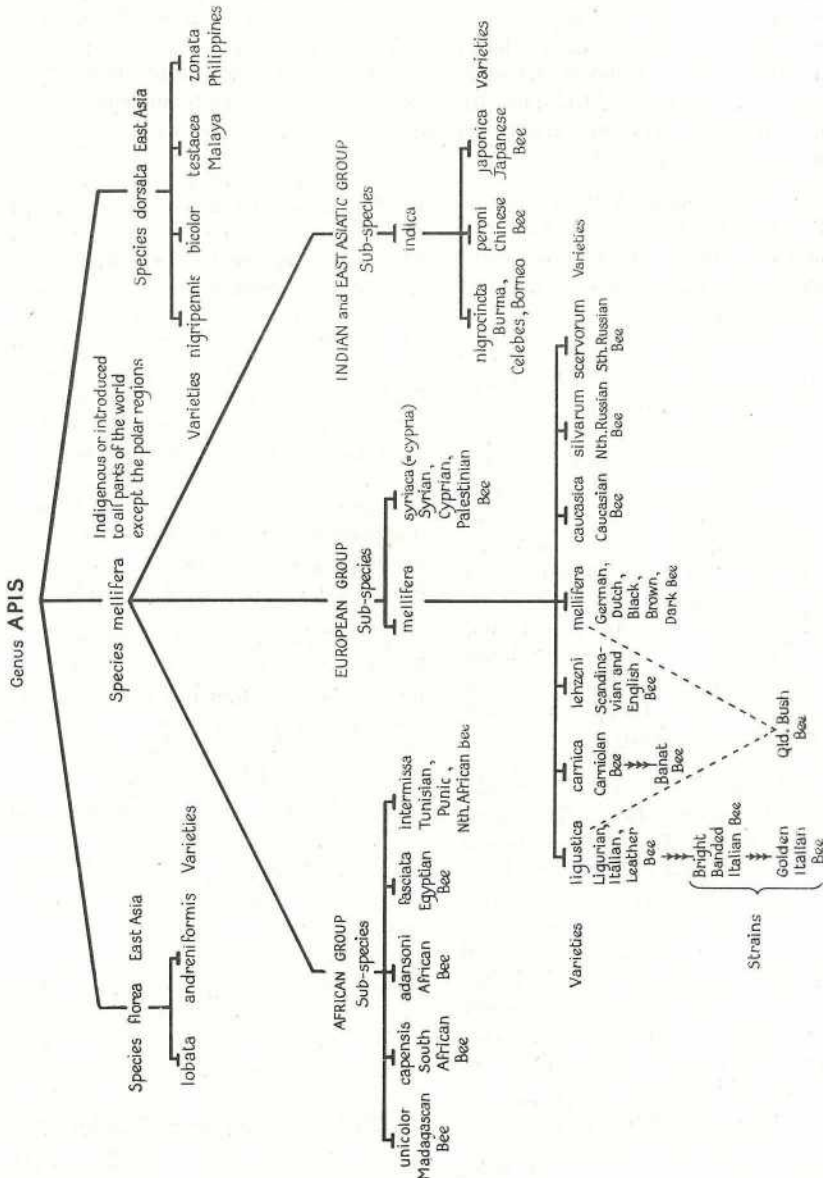 Genus APIS
Species florea East Asia
lobata andreniformis Varieties
Species mellifera
Indigenous or introduced
to all parts of the world
except the polar regions
Species dorsata East Asia
Varieties nigripennis bicolor
testacea
Malaya
zonata
Philippines
AFRICAN GROUP
Sub-species
unicolor
Madagascan
Bee
capensis
South
African
Bee
adansoni
African
Bee
fasciata
Egyptian
Bee
intermissa
Tunisian,
Punic,
Nth. African Bee
EUROPEAN GROUP
Sub-species
mellifera
syriaca (=cypria)
Syrian,
Cyprian,
Palestinian
Bee
INDIAN and EAST ASIATIC GROUP
Sub-species
indica
nigrocincta
Burma,
Celebes, Borneo
peroni
Chinese
Bee
japonica
Japanese
Bee
Varieties
Varieties
ligustica
Ligurian,
Italian,
Leather
Bee
Bright
Banded
Italian Bee
Golden
Italian
Bee
Strains
carnica
Carniolan
Bee
Banat
Bee
lehzeni
Scandina-
vian and
English
Bee
mellifera
German,
Dutch,
Black,
Brown,
Dark Bee
Qld. Bush
Bee
caucasica
Caucasian
Bee
silvarum
Nth. Russian
Bee
scervorum
Sth. Russian
Bee
Varieties